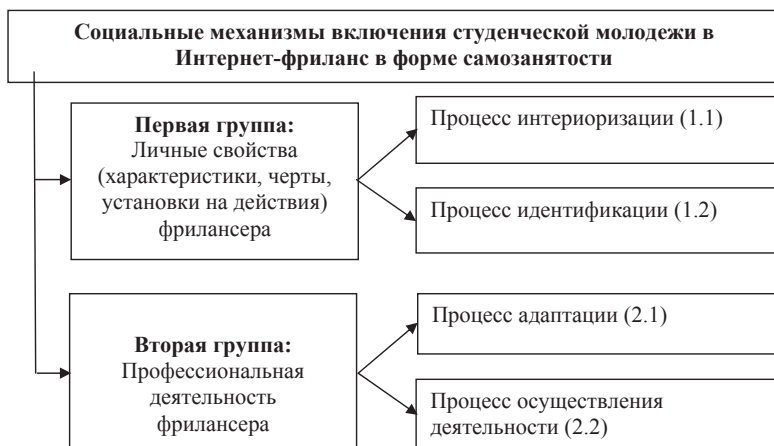 Социальные механизмы включения студенческой молодежи в
Интернет-фриланс в форме самозанятости
Первая группа:
Личные свойства
(характеристики, черты,
установки на действия)
фрилансера
Процесс интериоризации (1.1)
Процесс идентификации (1.2)
Вторая группа:
Профессиональная
деятельность
фрилансера
Процесс адаптации (2.1)
Процесс осуществления
деятельности (2.2)